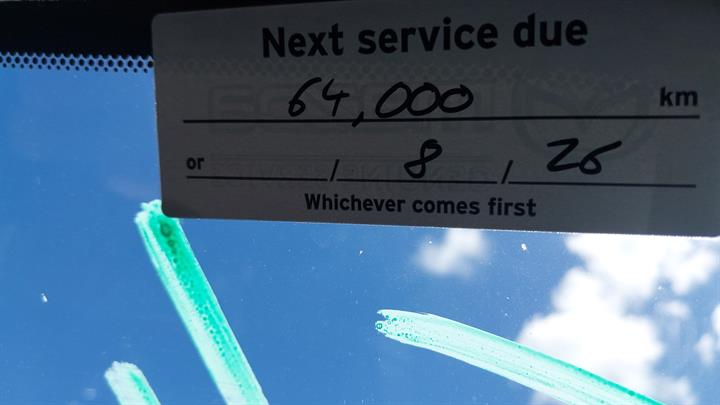 Next service due
64,000 km
or / 8 / 26
Whichever comes first